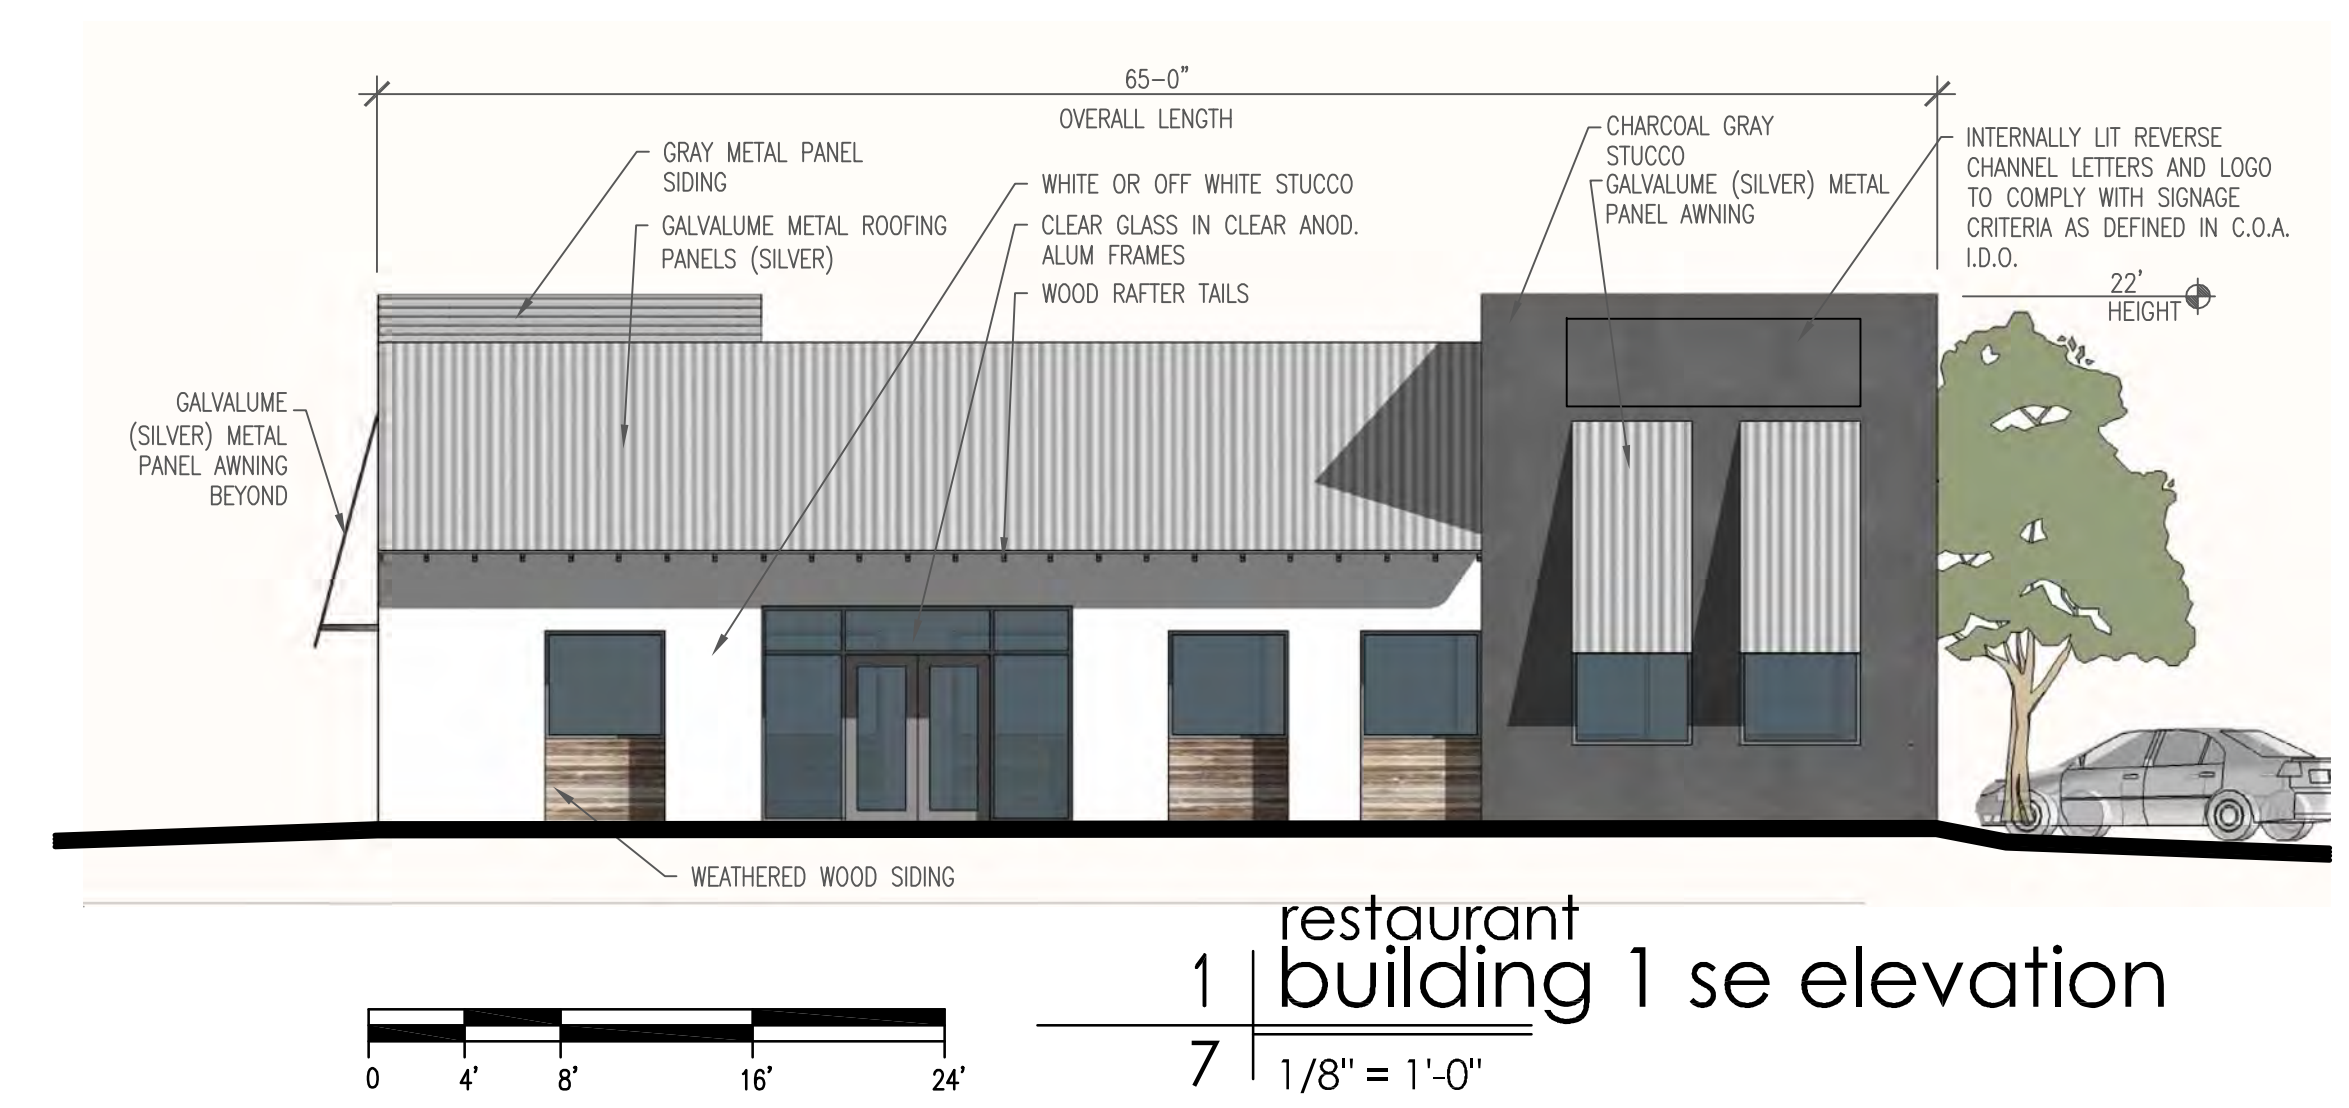 65-0"
OVERALL LENGTH
GRAY METAL PANEL
SIDING
GALVALUME METAL ROOFING
PANELS (SILVER)
WHITE OR OFF WHITE STUCCO
CLEAR GLASS IN CLEAR ANOD.
ALUM FRAMES
WOOD RAFTER TAILS
CHARCOAL GRAY
STUCCO
GALVALUME (SILVER) METAL
PANEL AWNING
INTERNALLY LIT REVERSE
CHANNEL LETTERS AND LOGO
TO COMPLY WITH SIGNAGE
CRITERIA AS DEFINED IN C.O.A.
I.D.O.
22'
HEIGHT
GALVALUME
(SILVER) METAL
PANEL AWNING
BEYOND
WEATHERED WOOD SIDING
restaurant
1 building 1 se elevation
7 1/8" = 1'-0"
0 4' 8' 16' 24'